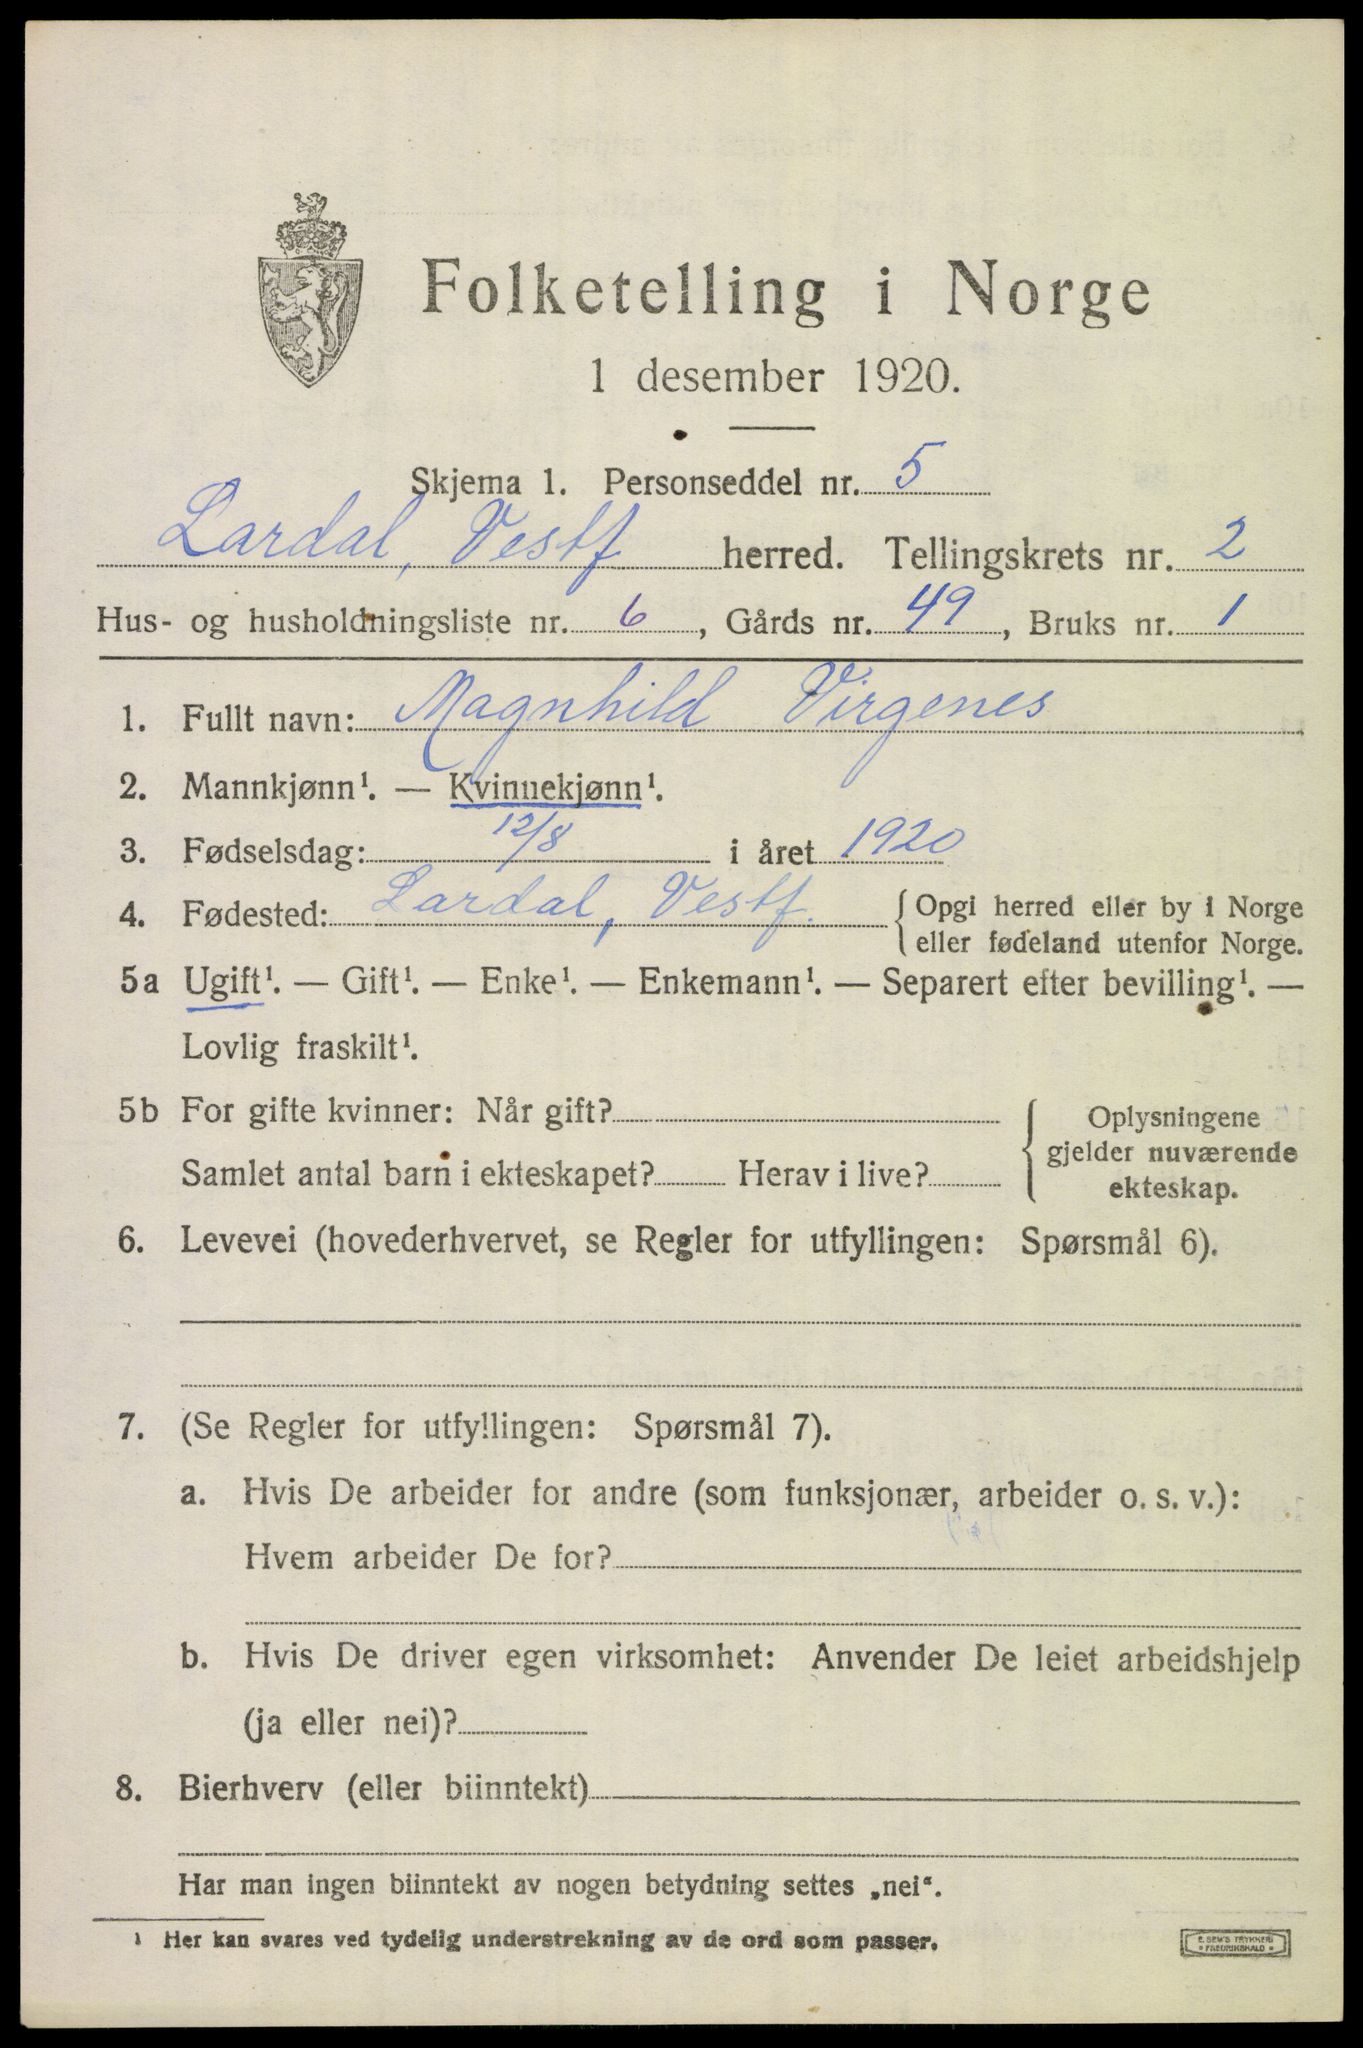 Folketelling i Norge
1 desember 1920.
Skjema 1. Personseddel nr. 5
Lardal, Vestf herred. Tellingskrets nr. 2
Hus- og husholdningsliste nr. 6, Gårds nr. 49, Bruks nr. 1
1. Fullt navn: Magnhild Virgenes
2. Mannkjønn¹. — Kvinnekjønn¹.
3. Fødselsdag: 12/8 i året 1920
4. Fødested: Lardal, Vestf. { Opgi herred eller by i Norge
eller fødeland utenfor Norge.
5a Ugift¹. — Gift¹. — Enke¹. — Enkemann¹. — Separert efter bevilling¹. —
Lovlig fraskilt¹.
5b For gifte kvinner: Når gift?
Samlet antal barn i ekteskapet? Herav i live?
{ Oplysningene
gjelder nuværende
ekteskap.
6. Levevei (hovederhvervet, se Regler for utfyllingen: Spørsmål 6).
7. (Se Regler for utfyllingen: Spørsmål 7).
a. Hvis De arbeider for andre (som funksjonær, arbeider o. s. v.):
Hvem arbeider De for?
b. Hvis De driver egen virksomhet: Anvender De leiet arbeidshjelp
(ja eller nei)?
8. Bierhverv (eller biinntekt)
Har man ingen biinntekt av nogen betydning settes „nei“.
¹ Her kan svares ved tydelig understrekning av de ord som passer.
E. SEM'S TRYKKERI
FREDRIKSHALD